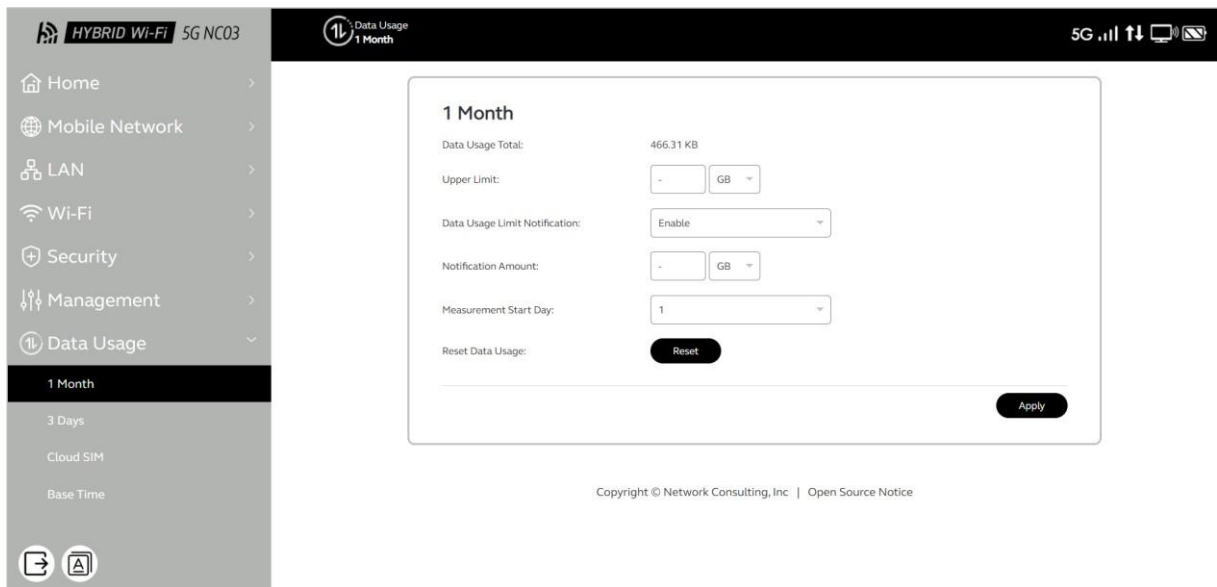 HYBRID Wi-Fi 5G NC03
Data Usage
1 Month
5G
Home
Mobile Network
LAN
Wi-Fi
Security
Management
Data Usage
1 Month
3 Days
Cloud SIM
Base Time
A
1 Month
Data Usage Total: 466.31 KB
Upper Limit: - GB
Data Usage Limit Notification: Enable
Notification Amount: - GB
Measurement Start Day: 1
Reset Data Usage: Reset
Apply
Copyright © Network Consulting, Inc | Open Source Notice